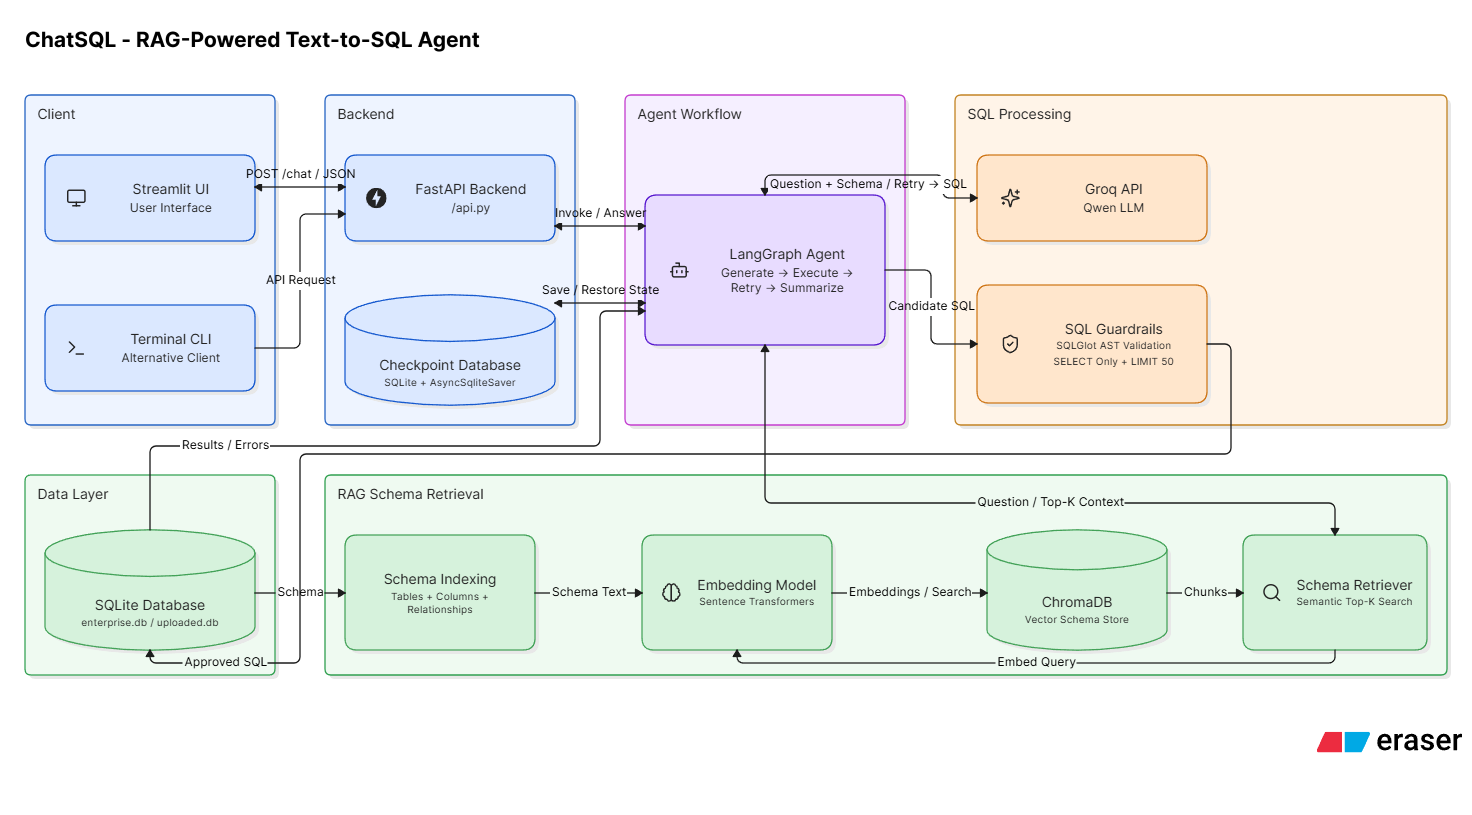 ChatSQL - RAG-Powered Text-to-SQL Agent
Client
Streamlit UI
User Interface
Terminal CLI
Alternative Client
POST /chat / JSON
API Request
Backend
FastAPI Backend
/api.py
Checkpoint Database
SQLite + AsyncSqliteSaver
Invoke / Answer
Save / Restore State
Agent Workflow
LangGraph Agent
Generate → Execute →
Retry → Summarize
Question + Schema / Retry → SQL
Candidate SQL
SQL Processing
Groq API
Qwen LLM
SQL Guardrails
SQLGlot AST Validation
SELECT Only + LIMIT 50
Results / Errors
Data Layer
SQLite Database
enterprise.db / uploaded.db
Approved SQL
Schema
RAG Schema Retrieval
Question / Top-K Context
Schema Indexing
Tables + Columns +
Relationships
Schema Text
Embedding Model
Sentence Transformers
Embeddings / Search
ChromaDB
Vector Schema Store
Chunks
Schema Retriever
Semantic Top-K Search
Embed Query
eraser